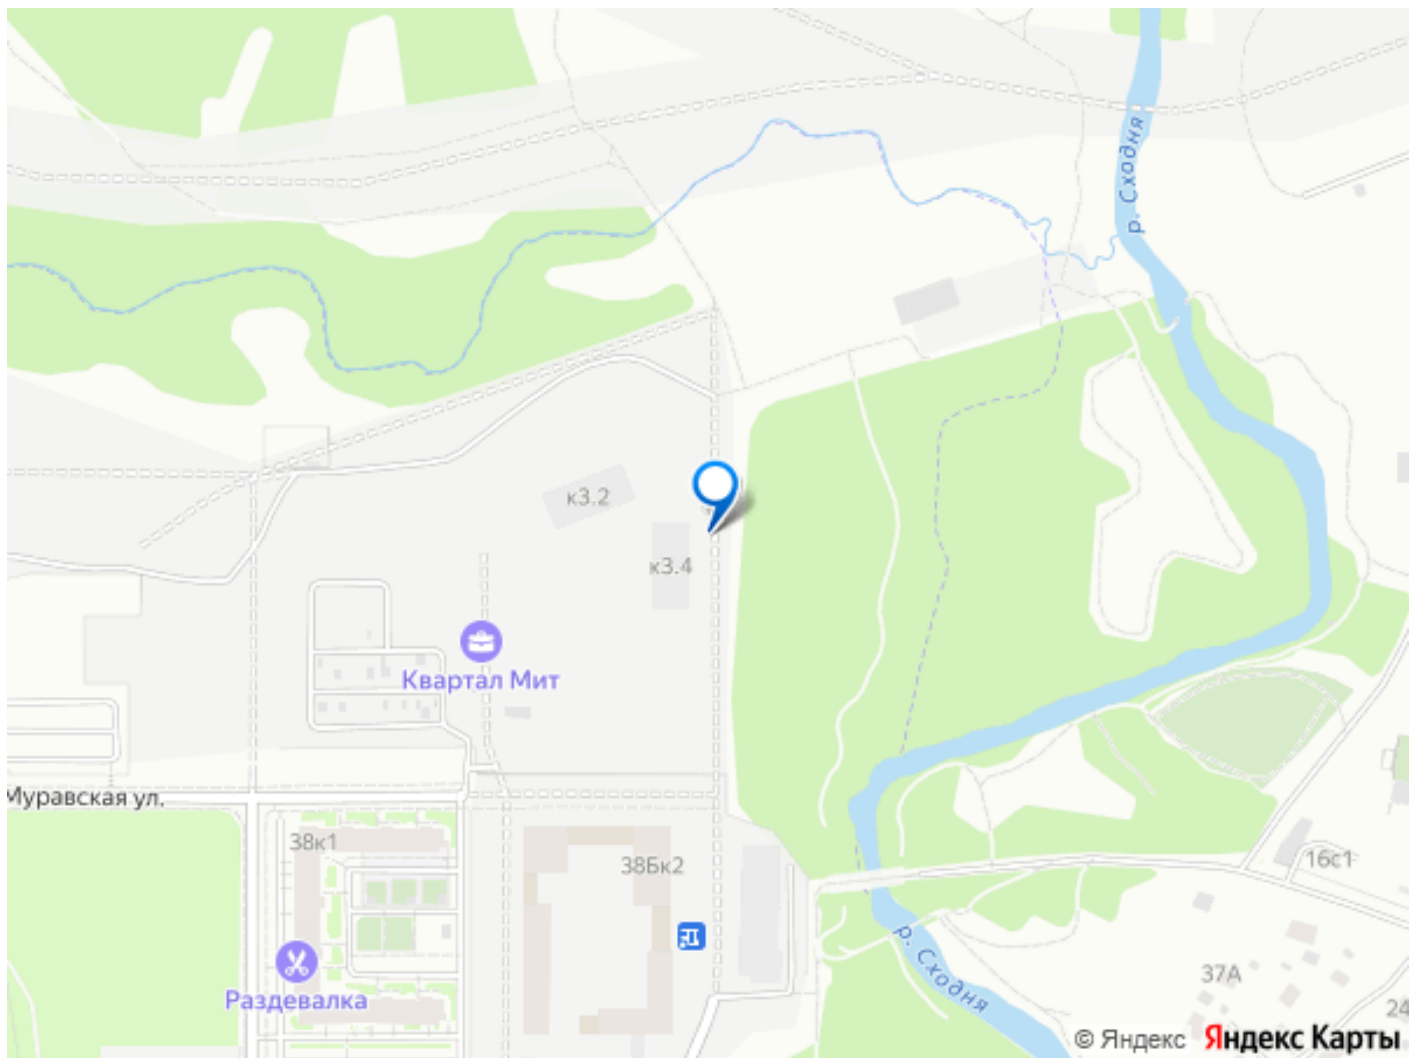 р. Сходня
к3.2
к3.4
Квартал Мит
Муравская ул.
38к1
38Бк2
16с1
р. Сходня
37А
Раздевалка
24
© Яндекс Яндекс Карты